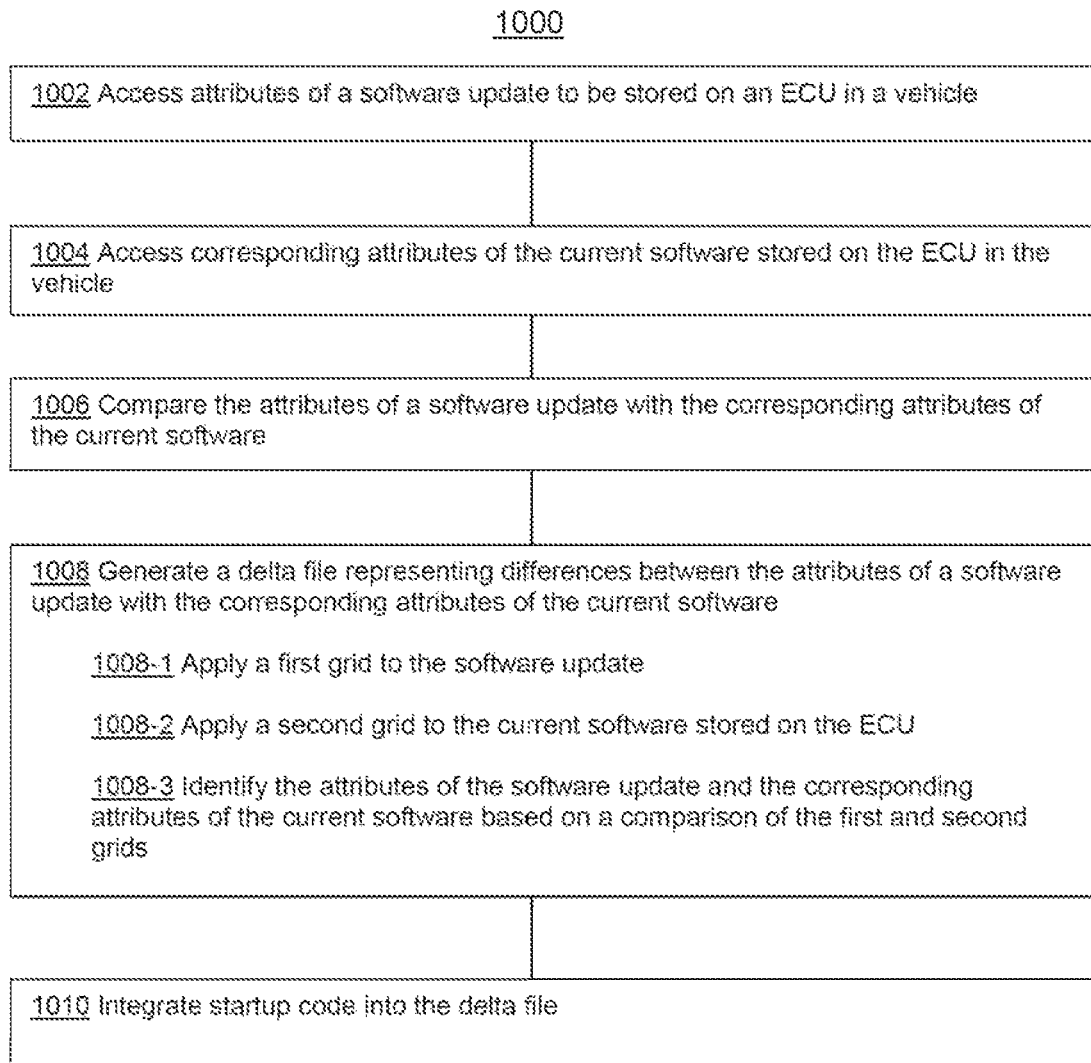 1000
1002 Access attributes of a software update to be stored on an ECU in a vehicle
1004 Access corresponding attributes of the current software stored on the ECU in the
vehicle
1006 Compare the attributes of a software update with the corresponding attributes of
the current software
1008 Generate a delta file representing differences between the attributes of a software
update with the corresponding attributes of the current software
1008-1 Apply a first grid to the software update
1008-2 Apply a second grid to the current software stored on the ECU
1008-3 Identify the attributes of the software update and the corresponding
attributes of the current software based on a comparison of the first and second
grids
1010 Integrate startup code into the delta file